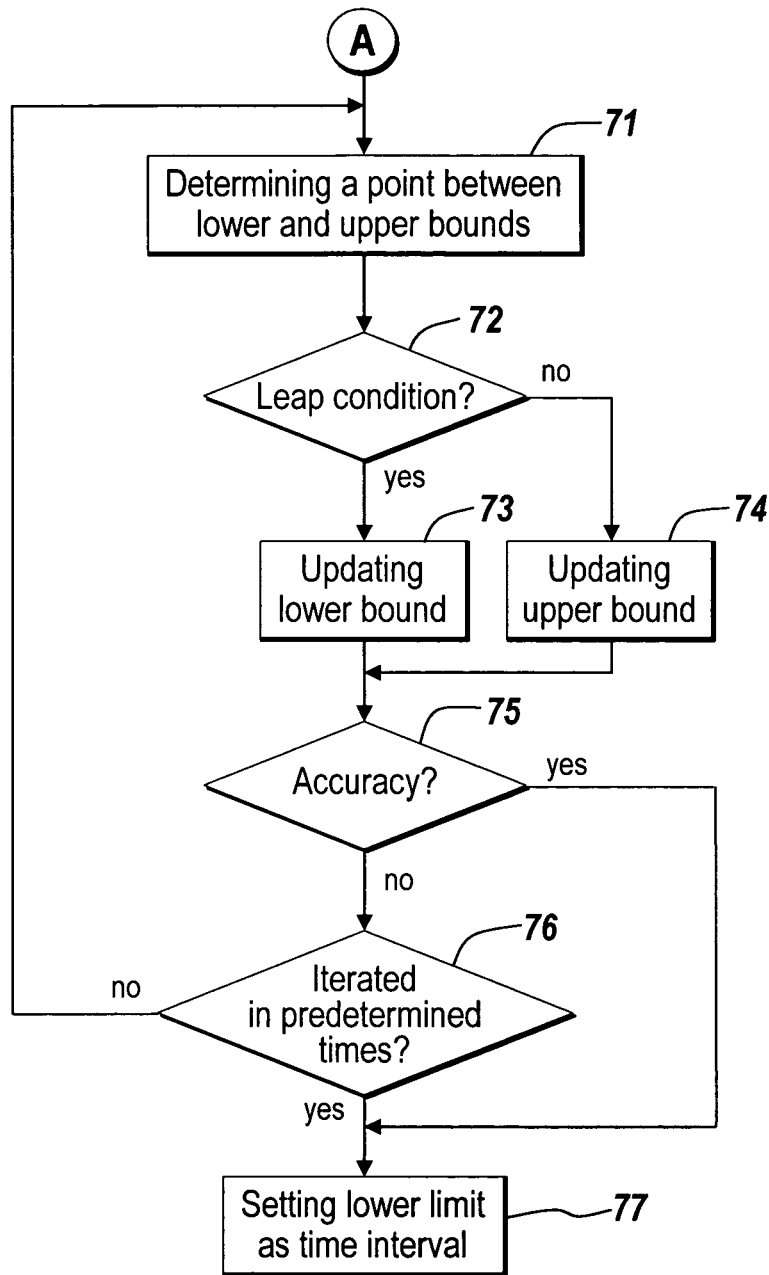 A
71
Determining a point between
lower and upper bounds
72
Leap condition?
no
yes
73
74
Updating
lower bound
Updating
upper bound
75
Accuracy?
yes
no
76
Iterated
in predetermined
times?
no
yes
Setting lower limit
as time interval
77